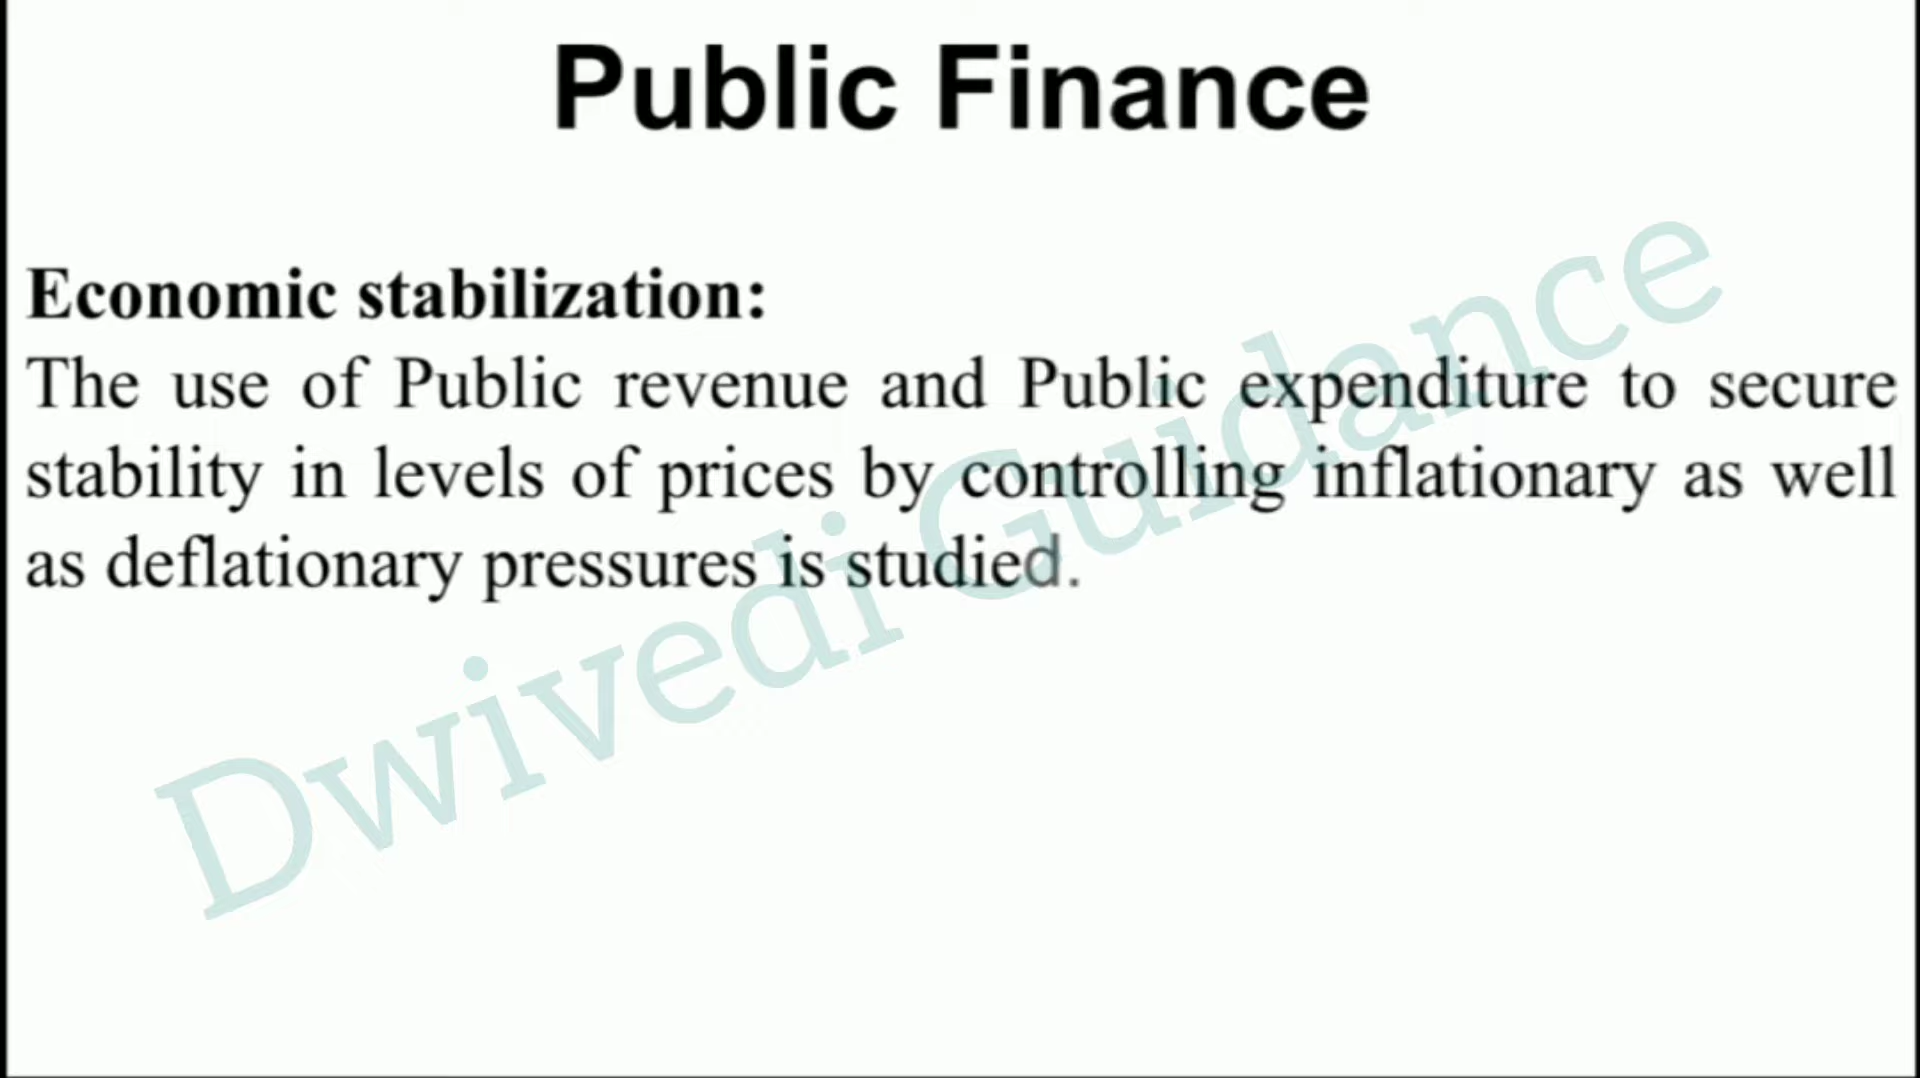 Public Finance
Economic stabilization:
The use of Public revenue and Public expenditure to secure
stability in levels of prices by controlling inflationary as well
as deflationary pressures is studied.
Dwivedi Guidance